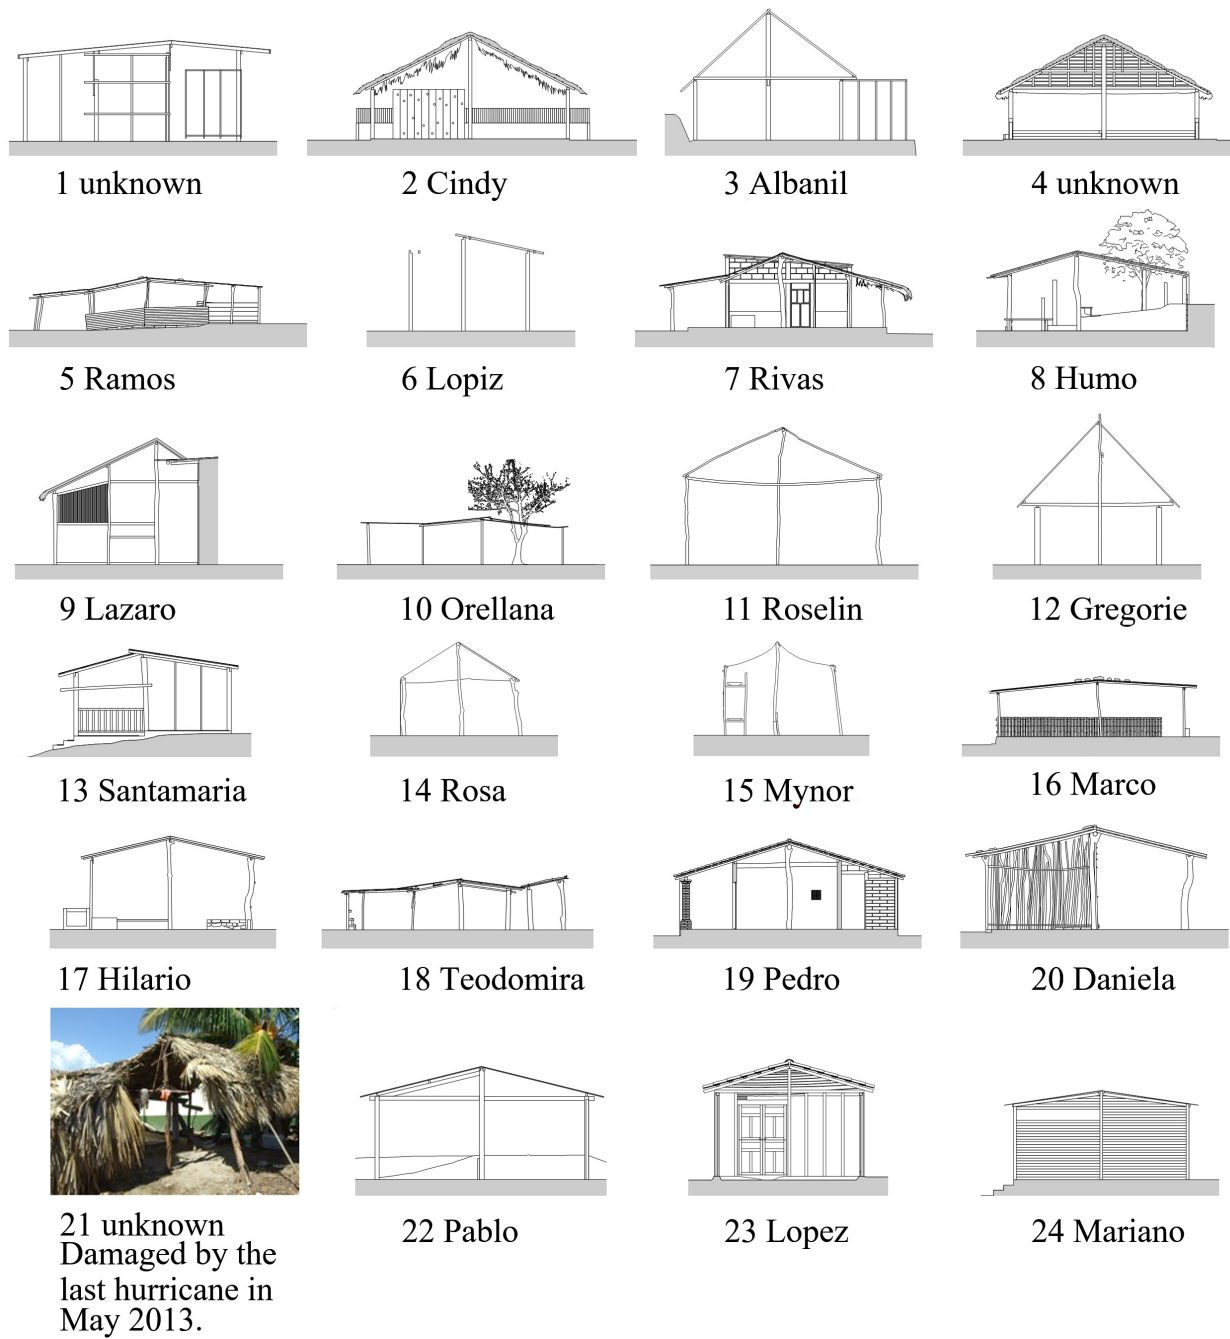 1 unknown
2 Cindy
3 Albanil
4 unknown
5 Ramos
6 Lopiz
7 Rivas
8 Humo
9 Lazaro
10 Orellana
11 Roselin
12 Gregorie
13 Santamaria
14 Rosa
15 Mynor
16 Marco
17 Hilario
18 Teodomira
19 Pedro
20 Daniela
21 unknown
Damaged by the
last hurricane in
May 2013.
22 Pablo
23 Lopez
24 Mariano